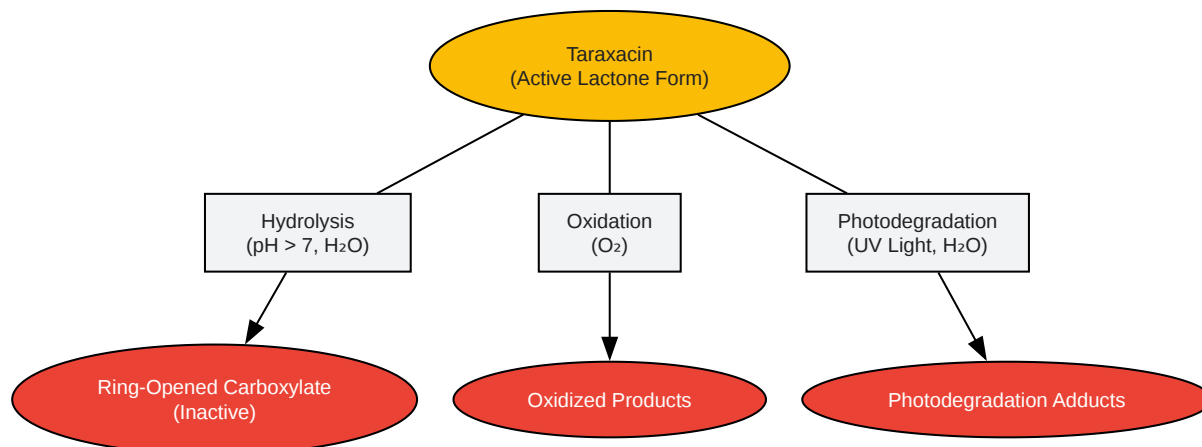 Taraxacin
(Active Lactone Form)
Hydrolysis
(pH > 7, H₂O)
Oxidation
(O₂)
Photodegradation
(UV Light, H₂O)
Ring-Opened Carboxylate
(Inactive)
Oxidized Products
Photodegradation Adducts